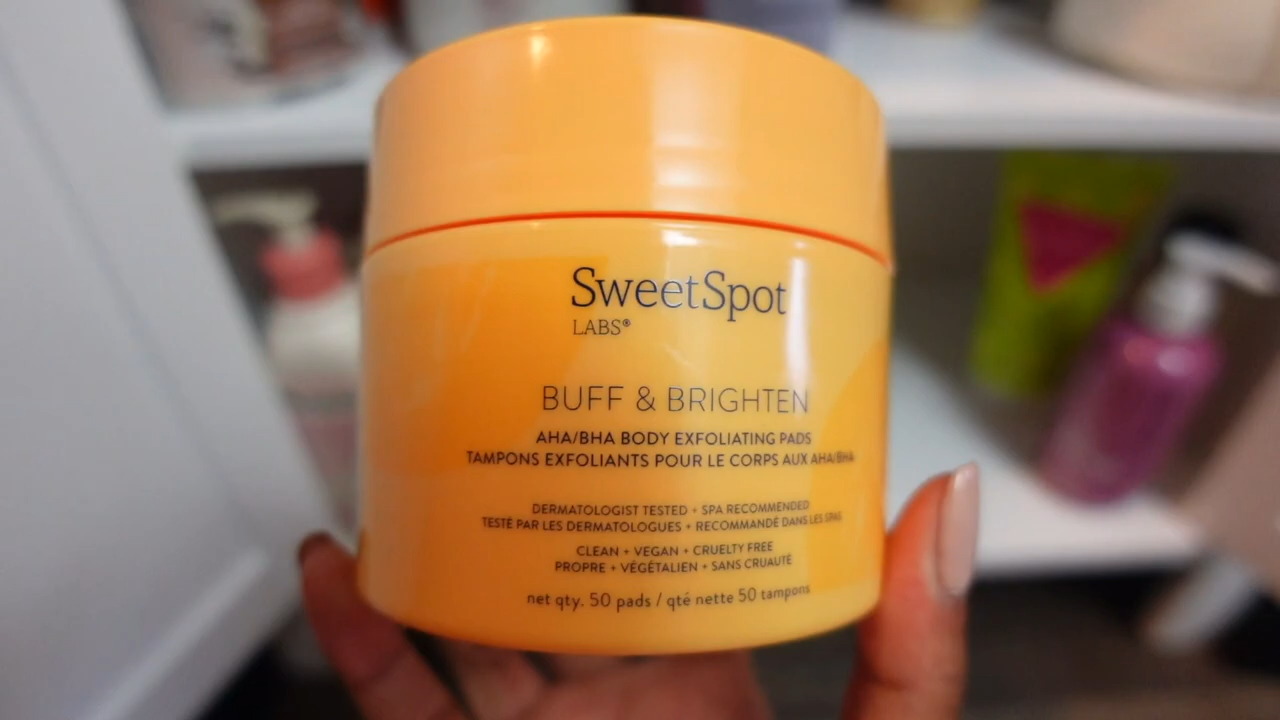 SweetSpot
LABS®
BUFF & BRIGHTEN
AHA/BHA BODY EXFOLIATING PADS
TAMPONS EXFOLIANTS POUR LE CORPS AUX AHA/BHA
DERMATOLOGIST TESTED + SPA RECOMMENDED
TESTÉ PAR LES DERMATOLOGUES + RECOMMANDÉ DANS LES SPAS
CLEAN + VEGAN + CRUELTY FREE
PROPRE + VÉGÉTALIEN + SANS CRUAUTÉ
net qty. 50 pads / qté nette 50 tampons